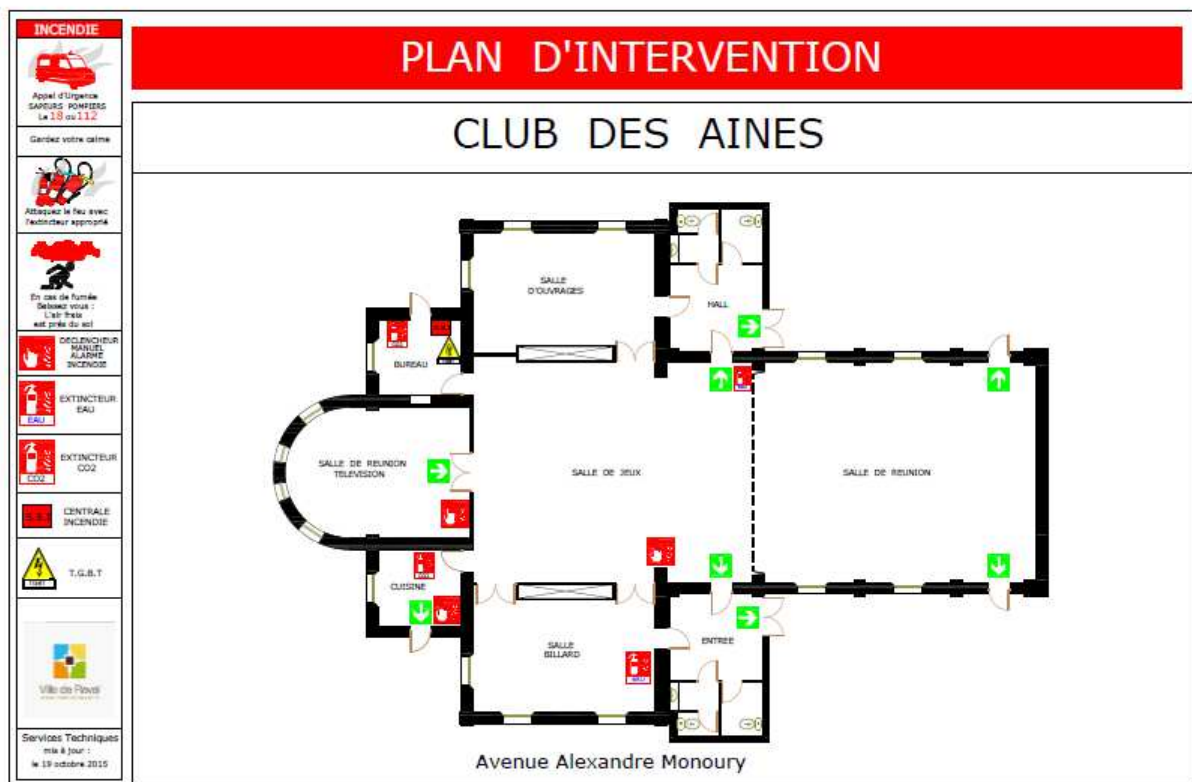 INCENDIE
Appel d'Urgence
SAPEURS POMPIERS
Le 18 ou 112
Gardez votre calme
Attaquez le feu avec
l'extincteur approprié
En cas de fumée
Baissez vous :
L'air frais
est près du sol
DECLENCHEUR
MANUEL
ALARME
INCENDIE
EAU
EXTINCTEUR
EAU
CO2
EXTINCTEUR
CO2
CENTRALE
INCENDIE
TGBT
T.G.B.T
Ville de Revel
Services Techniques
mis à jour :
le 19 octobre 2015
PLAN D'INTERVENTION
CLUB DES AINES
SALLE
D'OUVRAGES
HALL
BUREAU
SALLE DE REUNION
TELEVISION
SALLE DE JEUX
SALLE DE REUNION
CUISINE
SALLE
BILLARD
EAU
ENTREE
Avenue Alexandre Monoury